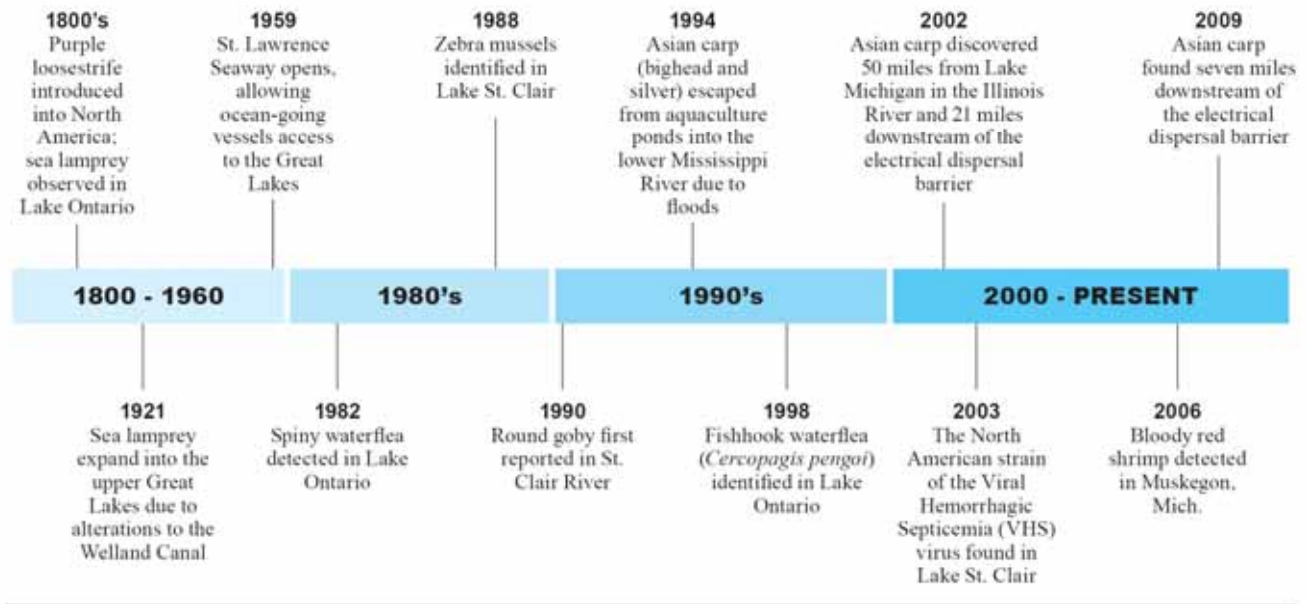 1800's
Purple
loosestrife
introduced
into North
America;
sea lamprey
observed in
Lake Ontario
1959
St. Lawrence
Seaway opens,
allowing
ocean-going
vessels access
to the Great
Lakes
1988
Zebra mussels
identified in
Lake St. Clair
1994
Asian carp
(bighead and
silver) escaped
from aquaculture
ponds into the
lower Mississippi
River due to
floods
2002
Asian carp discovered
50 miles from Lake
Michigan in the Illinois
River and 21 miles
downstream of the
electrical dispersal
barrier
2009
Asian carp
found seven miles
downstream of
the electrical
dispersal barrier
1800 - 1960
1980's
1990's
2000 - PRESENT
1921
Sea lamprey
expand into the
upper Great
Lakes due to
alterations to the
Welland Canal
1982
Spiny waterflea
detected in Lake
Ontario
1990
Round goby first
reported in St.
Clair River
1998
Fishhook waterflea
(Cercopagis pengoi)
identified in Lake
Ontario
2003
The North
American strain
of the Viral
Hemorrhagic
Septicemia (VHS)
virus found in
Lake St. Clair
2006
Bloody red
shrimp detected
in Muskegon,
Mich.